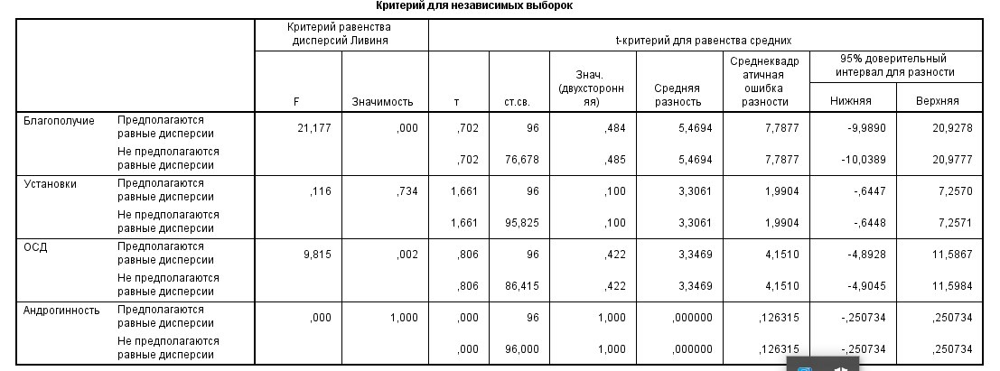 Критерий для независимых выборок
Критерий равенства
дисперсий Ливиня
t-критерий для равенства средних
F
Значимость
т
ст.св.
Знач.
(двухсторонн
яя)
Средняя
разность
Среднеквадр
атичная
ошибка
разности
95% доверительный
интервал для разности
Нижняя
Верхняя
Благополучие Предполагаются
равные дисперсии
21,177 ,000 ,702 96 ,484 5,4694 7,7877 -9,9890 20,9278
Не предполагаются
равные дисперсии
,702 76,678 ,485 5,4694 7,7877 -10,0389 20,9777
Установки Предполагаются
равные дисперсии
,116 ,734 1,661 96 ,100 3,3061 1,9904 -,6447 7,2570
Не предполагаются
равные дисперсии
1,661 95,825 ,100 3,3061 1,9904 -,6448 7,2571
ОСД Предполагаются
равные дисперсии
9,815 ,002 ,806 96 ,422 3,3469 4,1510 -4,8928 11,5867
Не предполагаются
равные дисперсии
,806 86,415 ,422 3,3469 4,1510 -4,9045 11,5984
Андрогинность Предполагаются
равные дисперсии
,000 1,000 ,000 96 1,000 ,000000 ,126315 -,250734 ,250734
Не предполагаются
равные дисперсии
,000 96,000 1,000 ,000000 ,126315 -,250734 ,250734